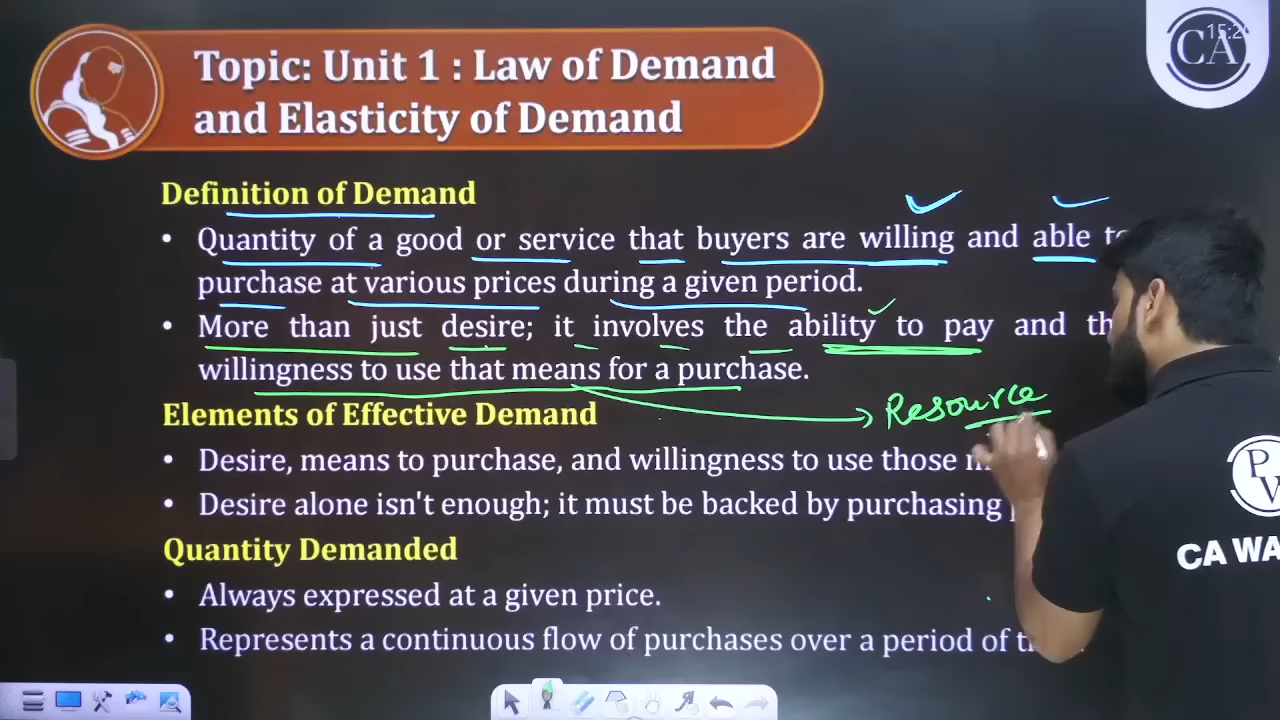 Topic: Unit 1 : Law of Demand
and Elasticity of Demand
CA
Definition of Demand
• Quantity of a good or service that buyers are willing and able
purchase at various prices during a given period.
• More than just desire; it involves the ability to pay and
willingness to use that means for a purchase.
Resource
Elements of Effective Demand
• Desire, means to purchase, and willingness to use those
• Desire alone isn't enough; it must be backed by purchasing
Quantity Demanded
• Always expressed at a given price.
• Represents a continuous flow of purchases over a period of
PW
CA WA